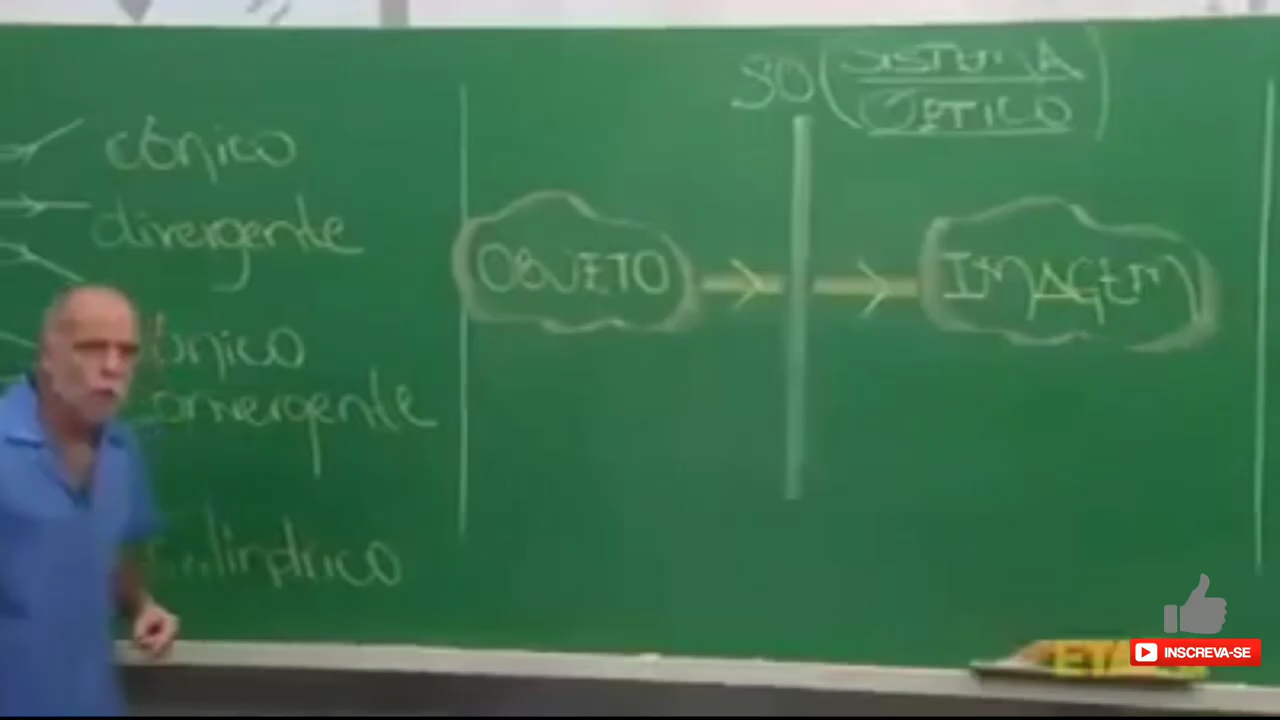 cônico
divergente
cônico
convergente
cilíndrico
SO (SISTEMA
ÓPTICO)
OBJETO
IMAGEM
INSCREVA-SE